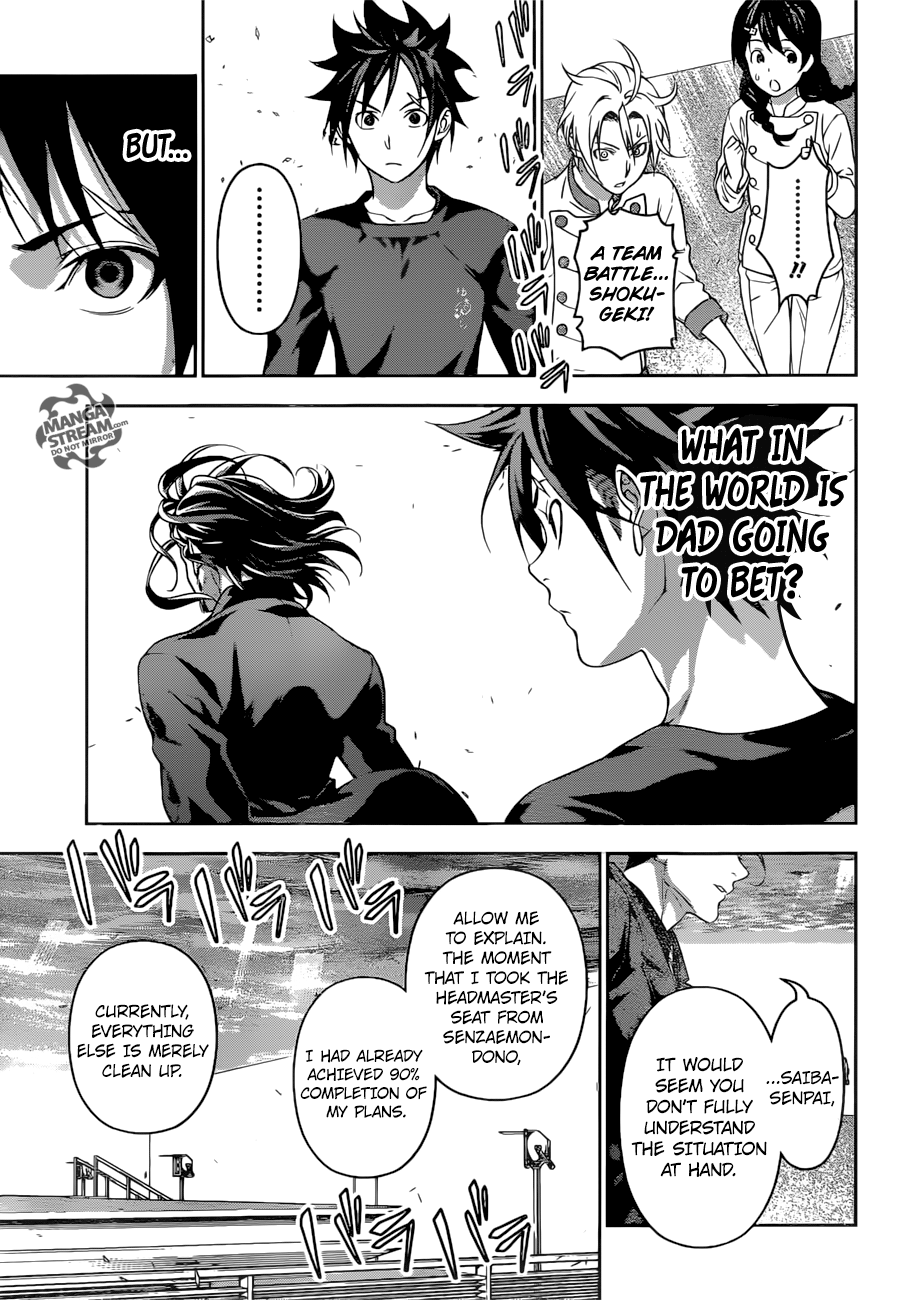 A TEAM
BATTLE...
SHOKU-
GEKI!
BUT...
MANGA
STREAM.com
DO NOT MIRROR
WHAT IN
THE WORLD IS
DAD GOING
TO BET?
...SAIBA-
SENPAI,
IT WOULD
SEEM YOU
DON'T FULLY
UNDERSTAND
THE SITUATION
AT HAND.
ALLOW ME
TO EXPLAIN.
THE MOMENT
THAT I TOOK THE
HEADMASTER'S
SEAT FROM
SENZAEMON-
DONO,
I HAD ALREADY
ACHIEVED 90%
COMPLETION OF
MY PLANS.
CURRENTLY,
EVERYTHING
ELSE IS MERELY
CLEAN UP.